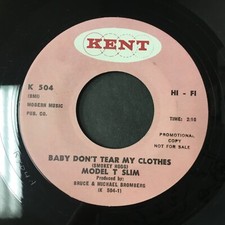 KENT
K 504
HI - FI
(BMI)
MODERN MUSIC
PUB. CO.
TIME: 2:18
PROMOTIONAL
COPY
NOT FOR SALE
BABY DON'T TEAR MY CLOTHES
(SMOKEY HOGG)
MODEL T SLIM
Produced by:
BRUCE & MICHAEL BROMBERG
(K 504-1)